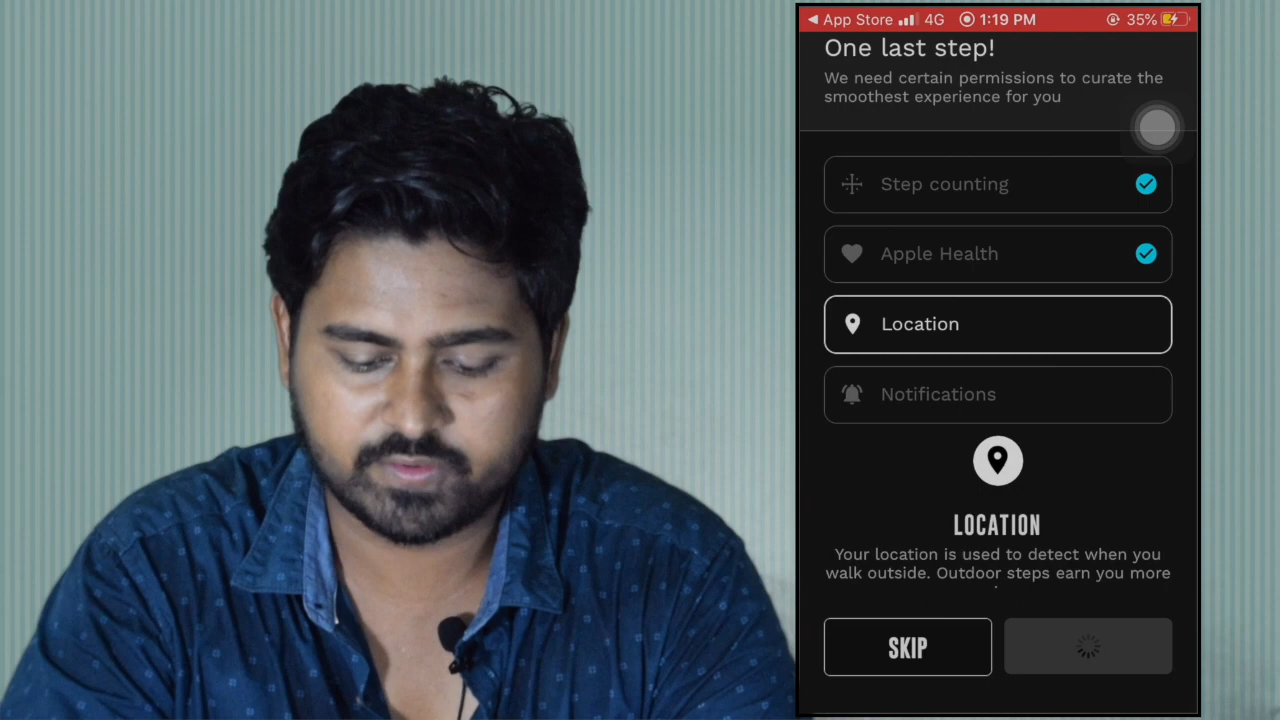 App Store 4G 1:19 PM 35%
One last step!
We need certain permissions to curate the
smoothest experience for you
Step counting
Apple Health
Location
Notifications
LOCATION
Your location is used to detect when you
walk outside. Outdoor steps earn you more
.
SKIP